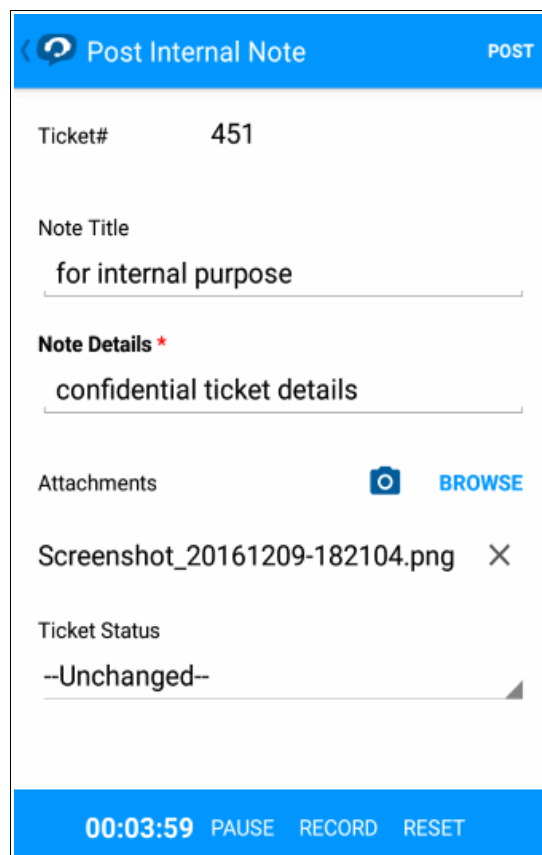 Post Internal Note POST
Ticket# 451
Note Title
for internal purpose
Note Details *
confidential ticket details
Attachments BROWSE
Screenshot_20161209-182104.png
Ticket Status
--Unchanged--
00:03:59 PAUSE RECORD RESET